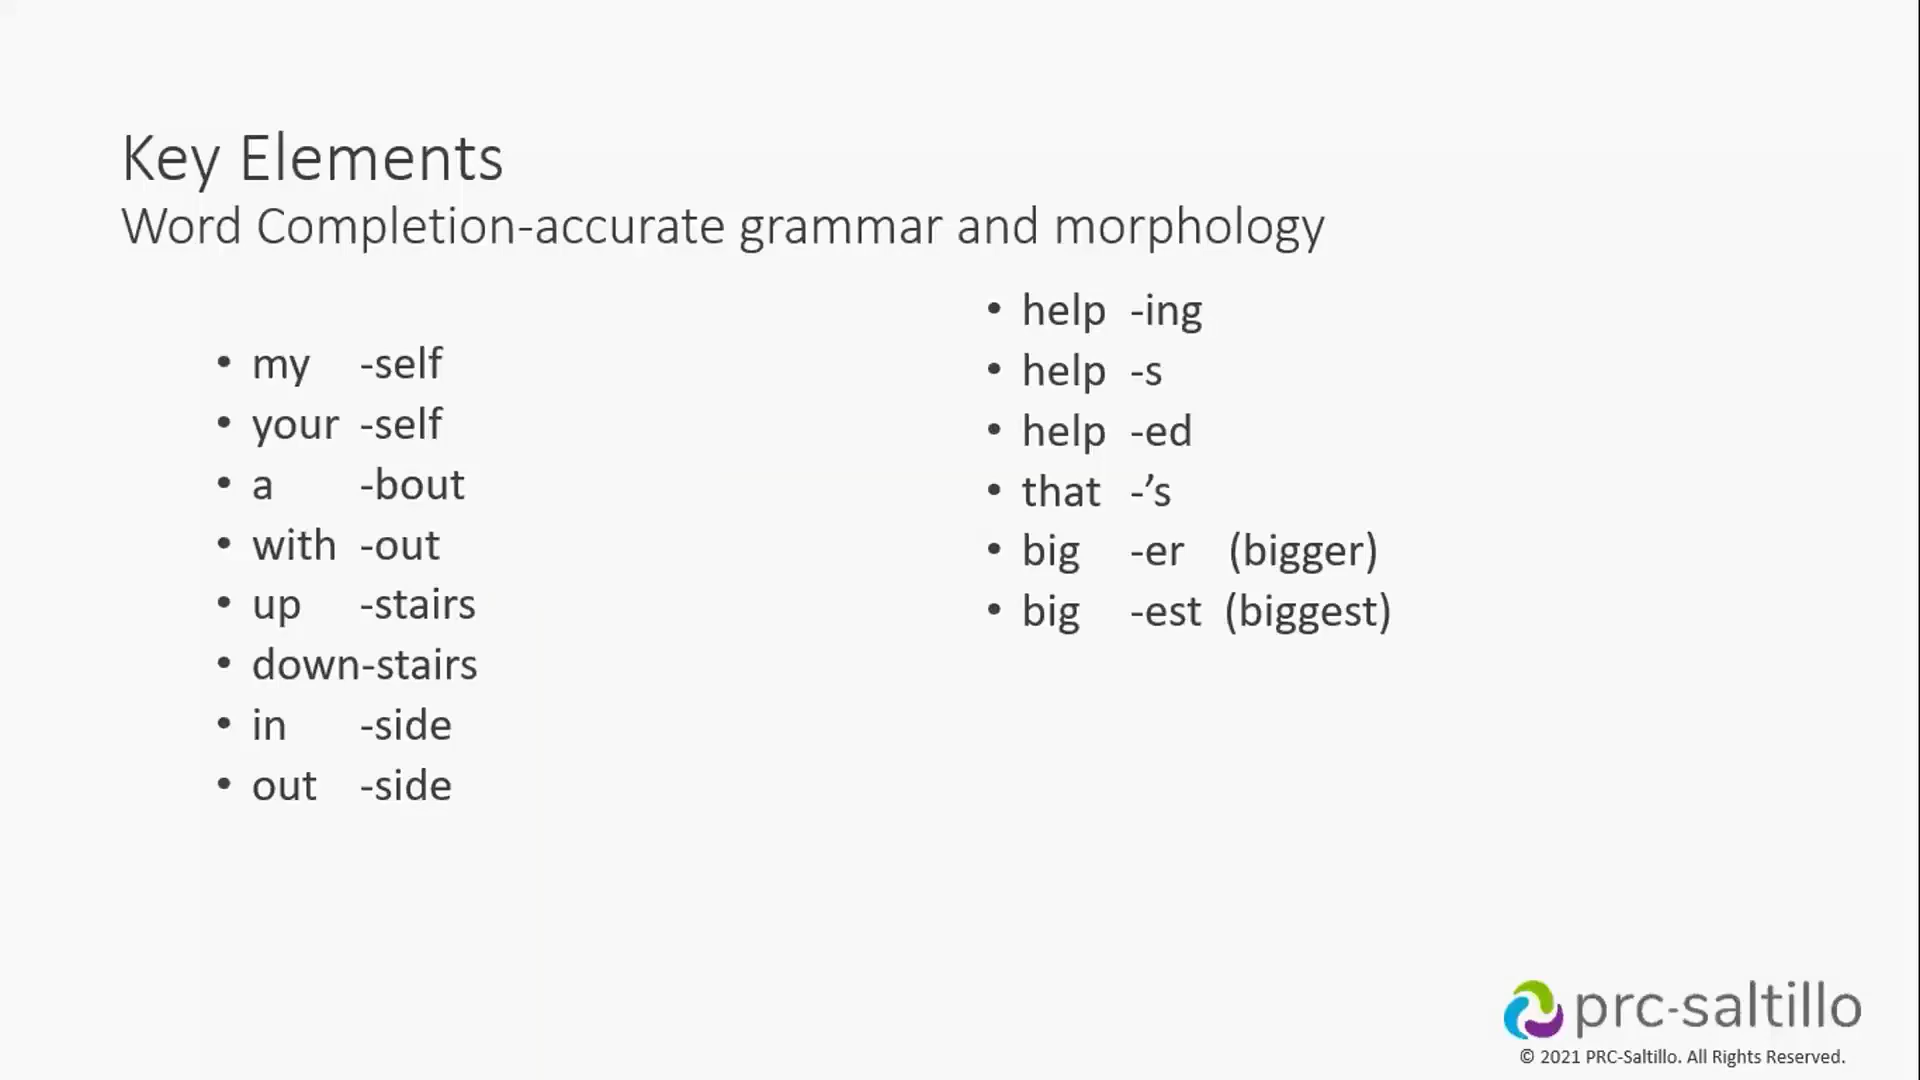 Key Elements
Word Completion-accurate grammar and morphology
• my -self
• your -self
• a -bout
• with -out
• up -stairs
• down-stairs
• in -side
• out -side
• help -ing
• help -s
• help -ed
• that -’s
• big -er (bigger)
• big -est (biggest)
prc-saltillo
© 2021 PRC-Saltillo. All Rights Reserved.